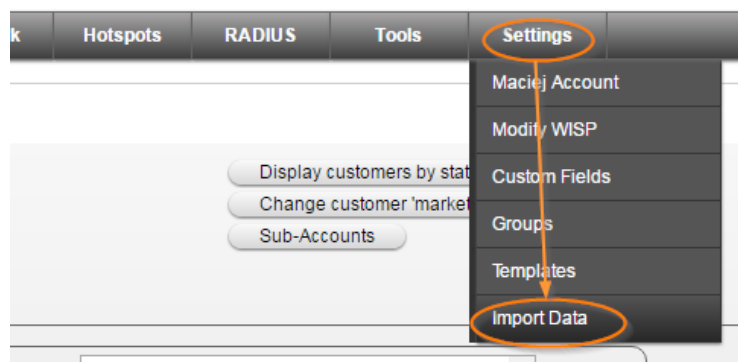 k Hotspots RADIUS Tools Settings
Maciej Account
Modify WISP
Display customers by stat
Custom Fields
Change customer 'market
Groups
Sub-Accounts
Templates
Import Data